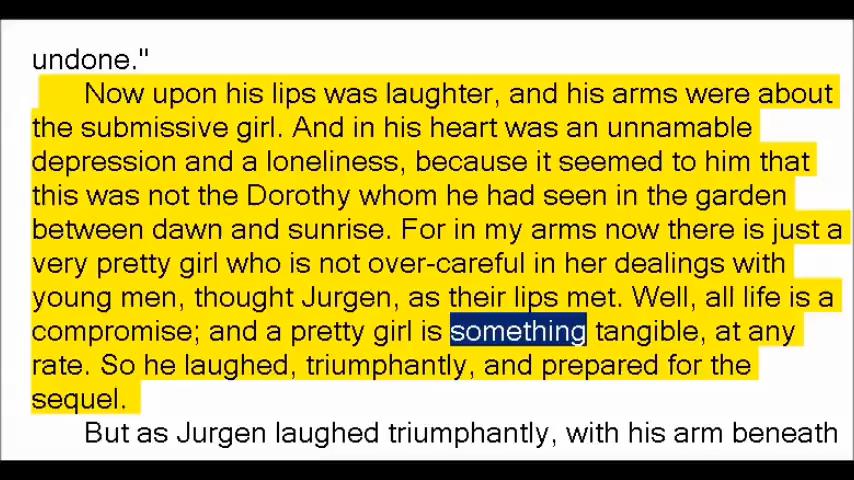 undone."
Now upon his lips was laughter, and his arms were about
the submissive girl. And in his heart was an unnamable
depression and a loneliness, because it seemed to him that
this was not the Dorothy whom he had seen in the garden
between dawn and sunrise. For in my arms now there is just a
very pretty girl who is not over-careful in her dealings with
young men, thought Jurgen, as their lips met. Well, all life is a
compromise; and a pretty girl is something tangible, at any
rate. So he laughed, triumphantly, and prepared for the
sequel.
But as Jurgen laughed triumphantly, with his arm beneath